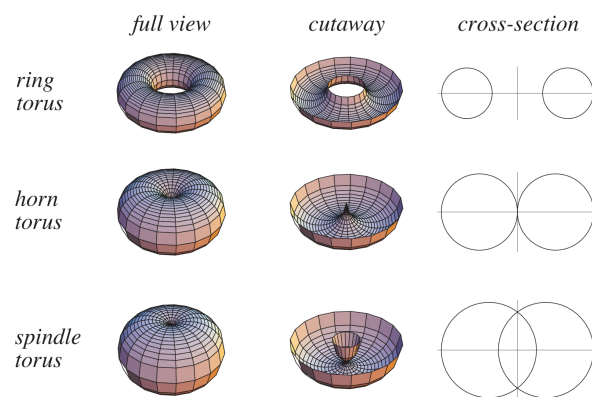 full view
cutaway
cross-section
ring
torus
horn
torus
spindle
torus